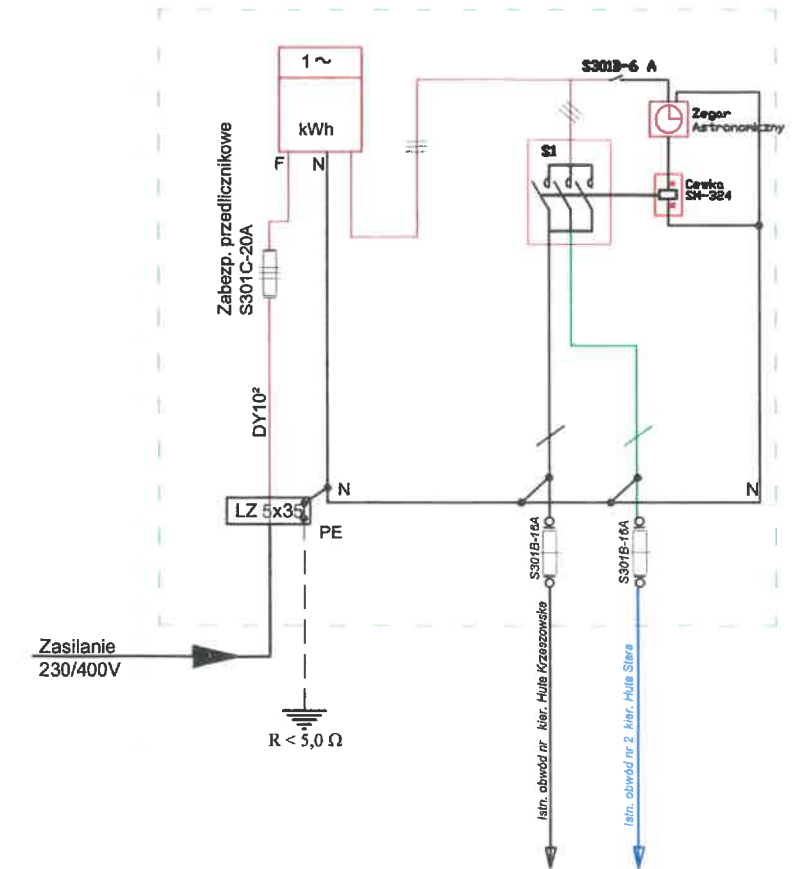 1~
kWh
F
N
Zabezp. przedlicznikowe
S301C-20A
DY10²
LZ 5x35
N
PE
Zasilanie
230/400V
R < 5,0 Ω
S301B-6 A
Zegar
Astronomiczny
S1
Cewka
SM-324
N
S301B-16A
S301B-16A
Istn. obwód nr kier. Huta Krzeszowska
Istn. obwód nr 2 kier. Huta Stara